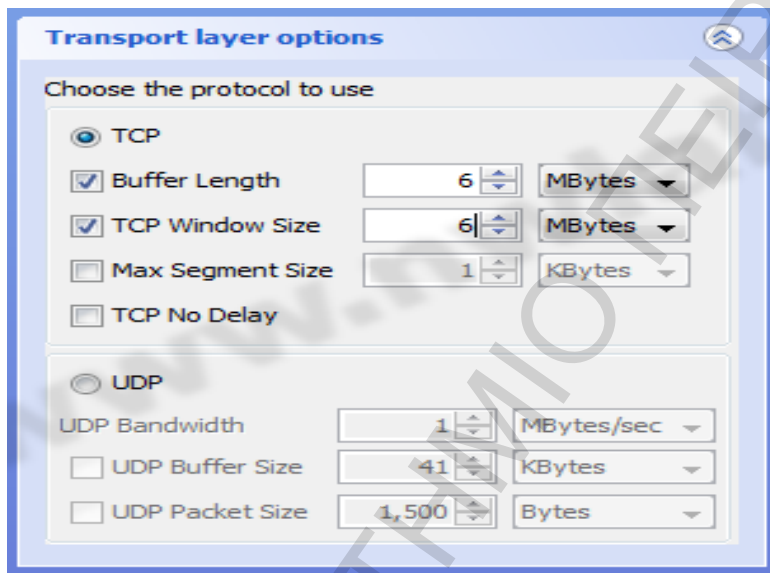 Transport layer options
Choose the protocol to use
TCP
Buffer Length 6 MBytes
TCP Window Size 6 MBytes
Max Segment Size 1 KBytes
TCP No Delay
UDP
UDP Bandwidth 1 MBytes/sec
UDP Buffer Size 41 KBytes
UDP Packet Size 1,500 Bytes